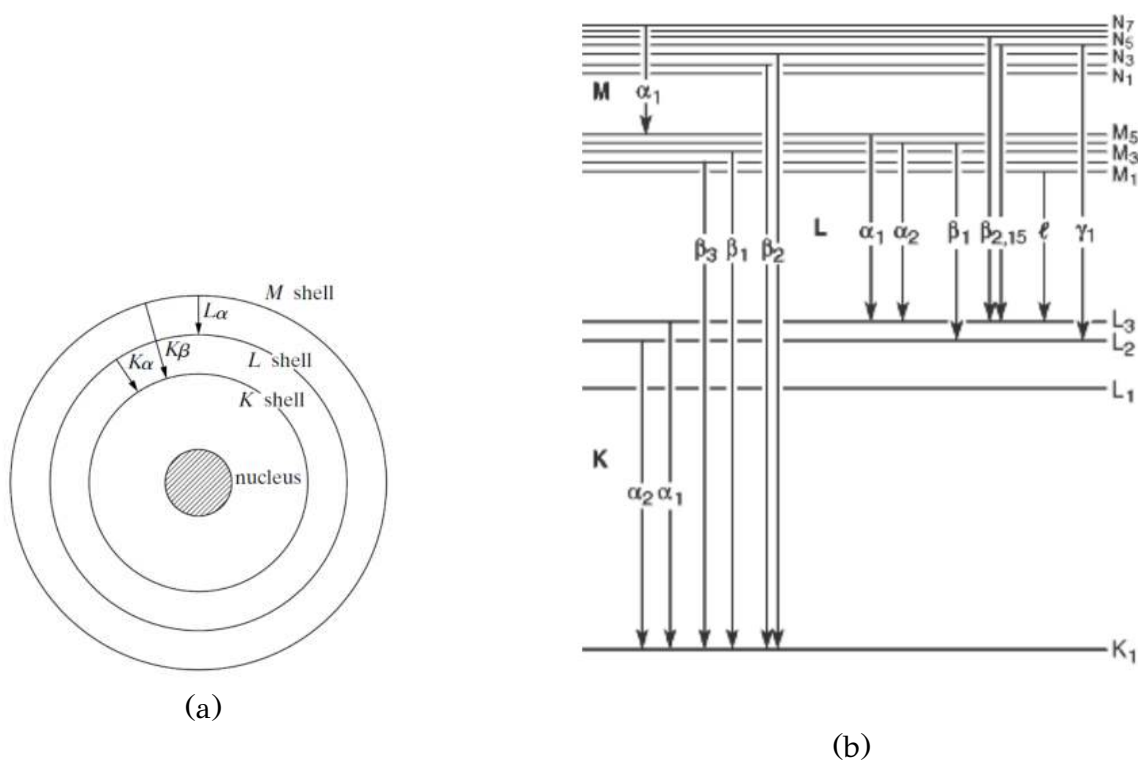 M shell
Lα
Kβ
Kα
L shell
K shell
nucleus
(a)
N₇
N₅
N₃
N₁
M
α₁
M₅
M₃
M₁
L
α₁
α₂
β₁
β₂,₁₅
ℓ
γ₁
β₃
β₁
β₂
L₃
L₂
L₁
K
α₂
α₁
K₁
(b)